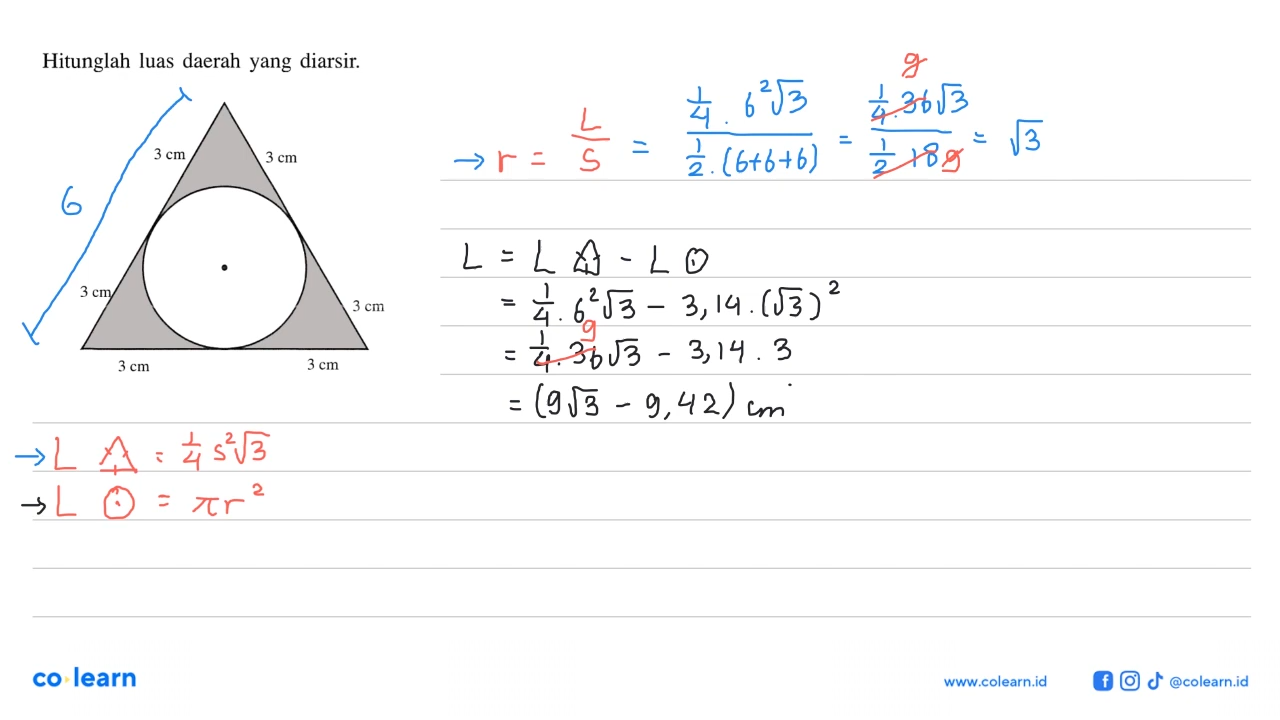 Hitunglah luas daerah yang diarsir.
3 cm
3 cm
6
3 cm
3 cm
3 cm
3 cm
→ r = L/S = (1/4 . 6²√3)/(1/2 . (6+6+6)) = (1/4 . 36√3)/(1/2 . 18) = √3
9
9
L = L △ - L ⊙
= 1/4 . 6²√3 - 3,14 . (√3)²
9
= 1/4 . 36√3 - 3,14 . 3
= (9√3 - 9,42) cm
→ L △ = 1/4 s²√3
→ L ⊙ = πr²
co learn
www.colearn.id
@colearn.id